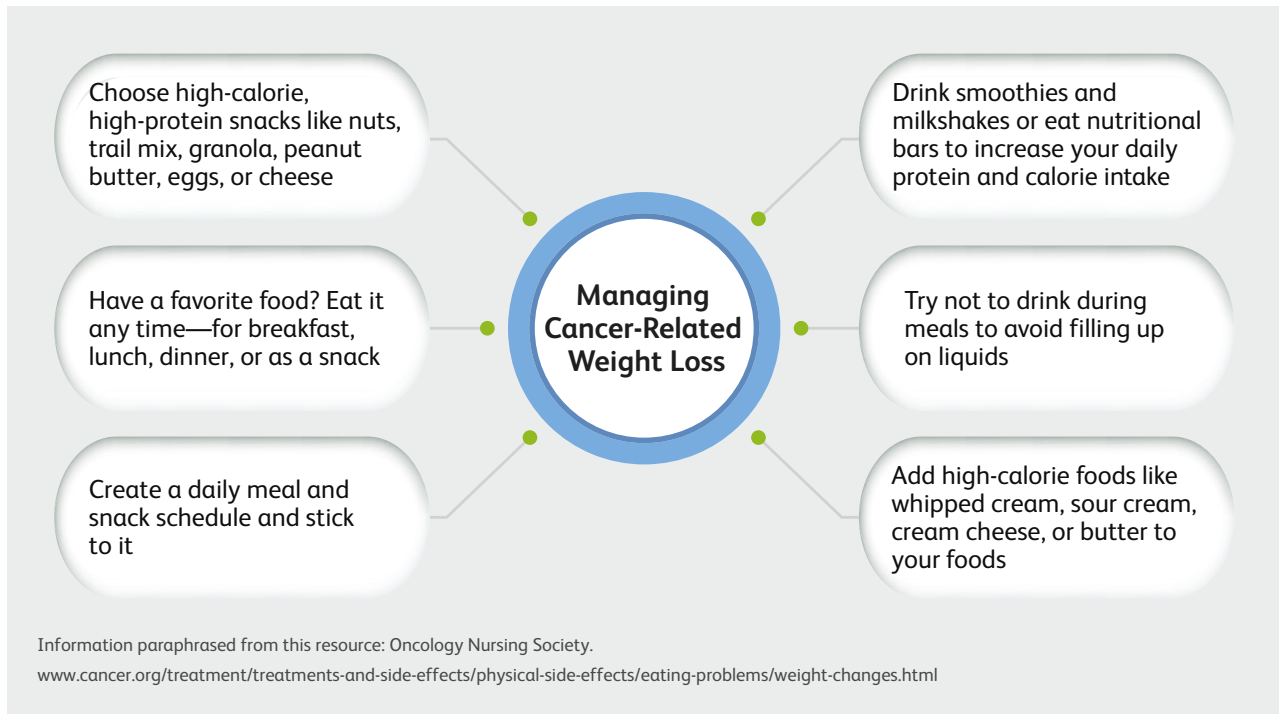 Choose high-calorie,
high-protein snacks like nuts,
trail mix, granola, peanut
butter, eggs, or cheese
Have a favorite food? Eat it
any time—for breakfast,
lunch, dinner, or as a snack
Create a daily meal and
snack schedule and stick
to it
Managing
Cancer-Related
Weight Loss
Drink smoothies and
milkshakes or eat nutritional
bars to increase your daily
protein and calorie intake
Try not to drink during
meals to avoid filling up
on liquids
Add high-calorie foods like
whipped cream, sour cream,
cream cheese, or butter to
your foods
Information paraphrased from this resource: Oncology Nursing Society.
www.cancer.org/treatment/treatments-and-side-effects/physical-side-effects/eating-problems/weight-changes.html